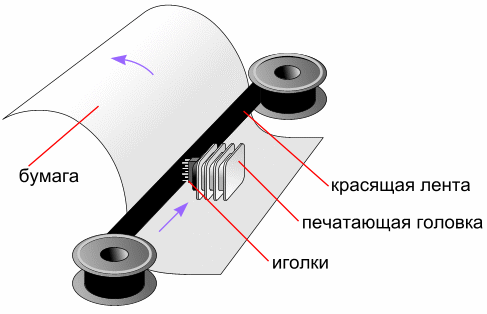 бумага
красящая лента
печатающая головка
иголки